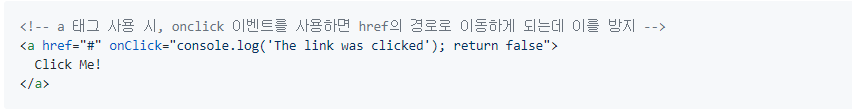 <!-- a 태그 사용 시, onclick 이벤트를 사용하면 href의 경로로 이동하게 되는데 이를 방지 -->
<a href="#" onClick="console.log('The link was clicked'); return false">
  Click Me!
</a>